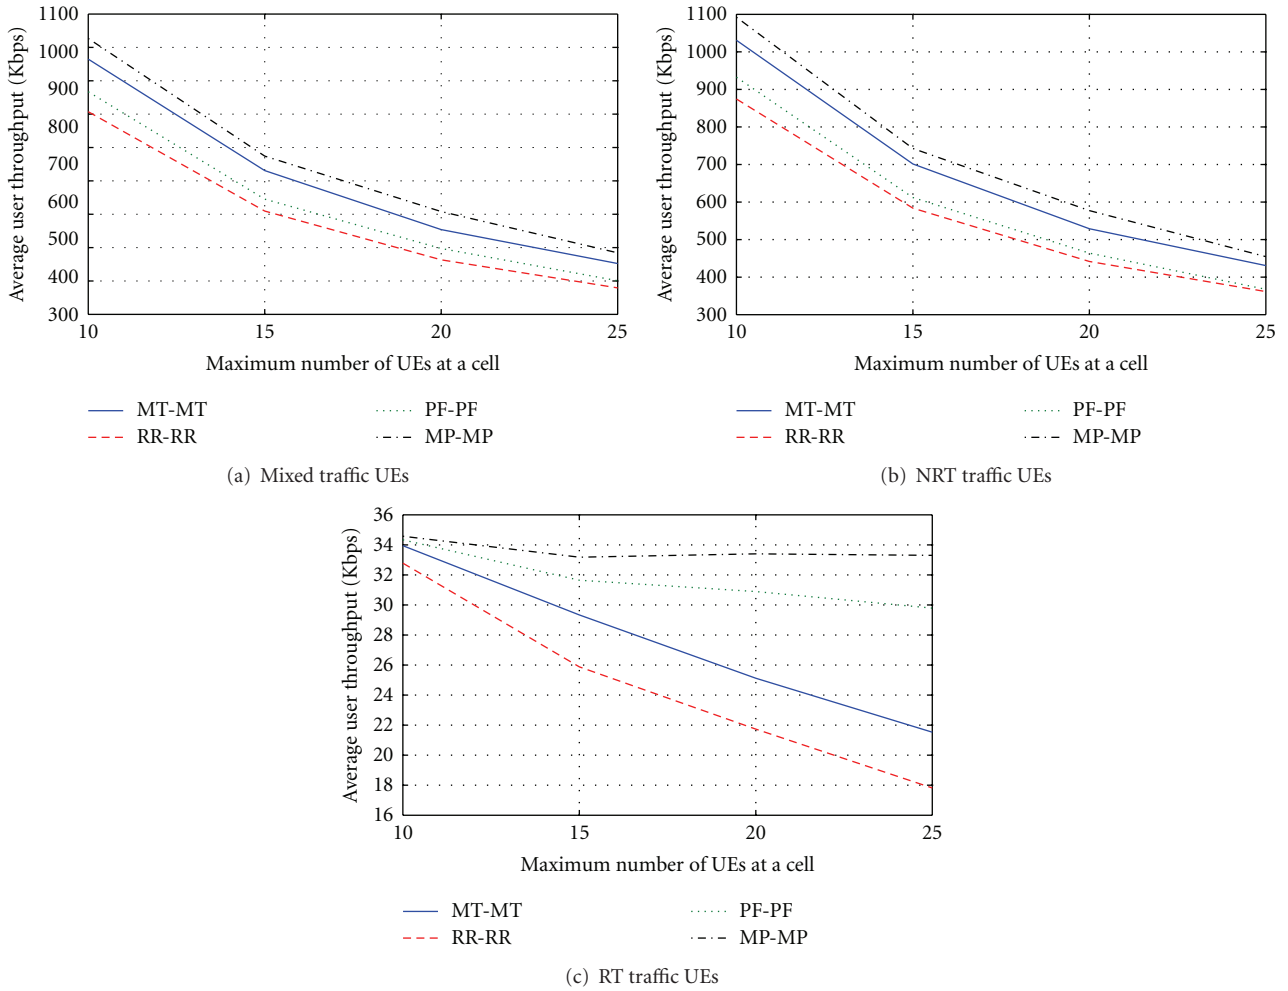 Average user throughput (Kbps)
1100
1000
900
800
700
600
500
400
300
10 15 20 25
Maximum number of UEs at a cell
MT-MT PF-PF
RR-RR MP-MP
(a) Mixed traffic UEs
Average user throughput (Kbps)
1100
1000
900
800
700
600
500
400
300
10 15 20 25
Maximum number of UEs at a cell
MT-MT PF-PF
RR-RR MP-MP
(b) NRT traffic UEs
Average user throughput (Kbps)
36
34
32
30
28
26
24
22
20
18
16
10 15 20 25
Maximum number of UEs at a cell
MT-MT PF-PF
RR-RR MP-MP
(c) RT traffic UEs